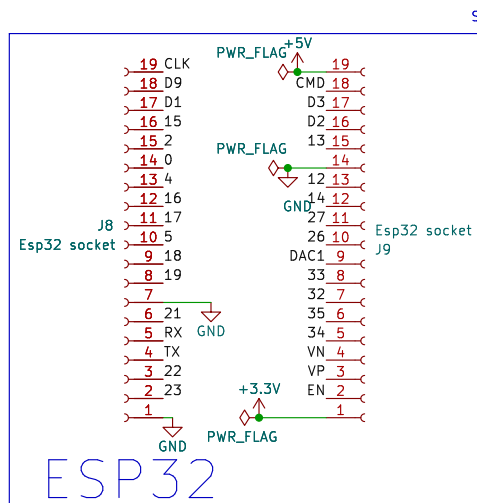 S
PWR_FLAG +5V
19 CLK 19
18 D9 CMD 18
17 D1 D3 17
16 15 D2 16
15 2 13 15
PWR_FLAG
14 0 14
13 4 12 13
12 16 14 12
GND
11 17 27 11
J8 Esp32 socket
10 5 26 10
Esp32 socket J9
9 18 DAC1 9
8 19 33 8
7 32 7
6 21 35 6
GND
5 RX 34 5
4 TX VN 4
3 22 VP 3
2 23 EN 2
+3.3V
1 1
GND PWR_FLAG
ESP32